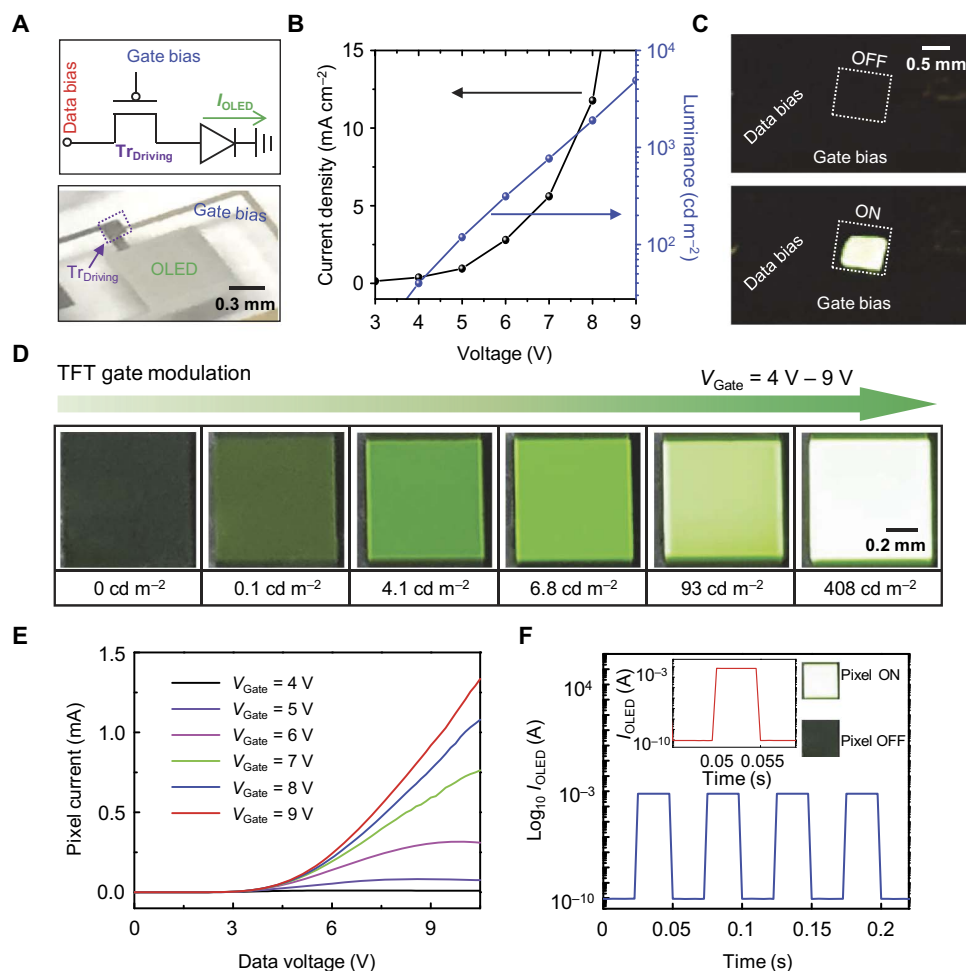 A
Gate bias
Data bias
I_OLED
Tr_Driving
Gate bias
Tr_Driving
OLED
0.3 mm
B
15
10
5
0
Current density (mA cm⁻²)
10⁴
10³
10²
Luminance (cd m⁻²)
3 4 5 6 7 8 9
Voltage (V)
C
OFF
0.5 mm
Data bias
Gate bias
ON
Data bias
Gate bias
D
TFT gate modulation
V_Gate = 4 V – 9 V
0.2 mm
0 cd m⁻² 0.1 cd m⁻² 4.1 cd m⁻² 6.8 cd m⁻² 93 cd m⁻² 408 cd m⁻²
E
1.5
1.0
0.5
0.0
Pixel current (mA)
V_Gate = 4 V
V_Gate = 5 V
V_Gate = 6 V
V_Gate = 7 V
V_Gate = 8 V
V_Gate = 9 V
0 3 6 9
Data voltage (V)
F
10⁴
10⁻³
10⁻¹⁰
Log₁₀ I_OLED (A)
10⁻³
10⁻¹⁰
I_OLED (A)
0.05 0.055
Time (s)
Pixel ON
Pixel OFF
0 0.05 0.1 0.15 0.2
Time (s)